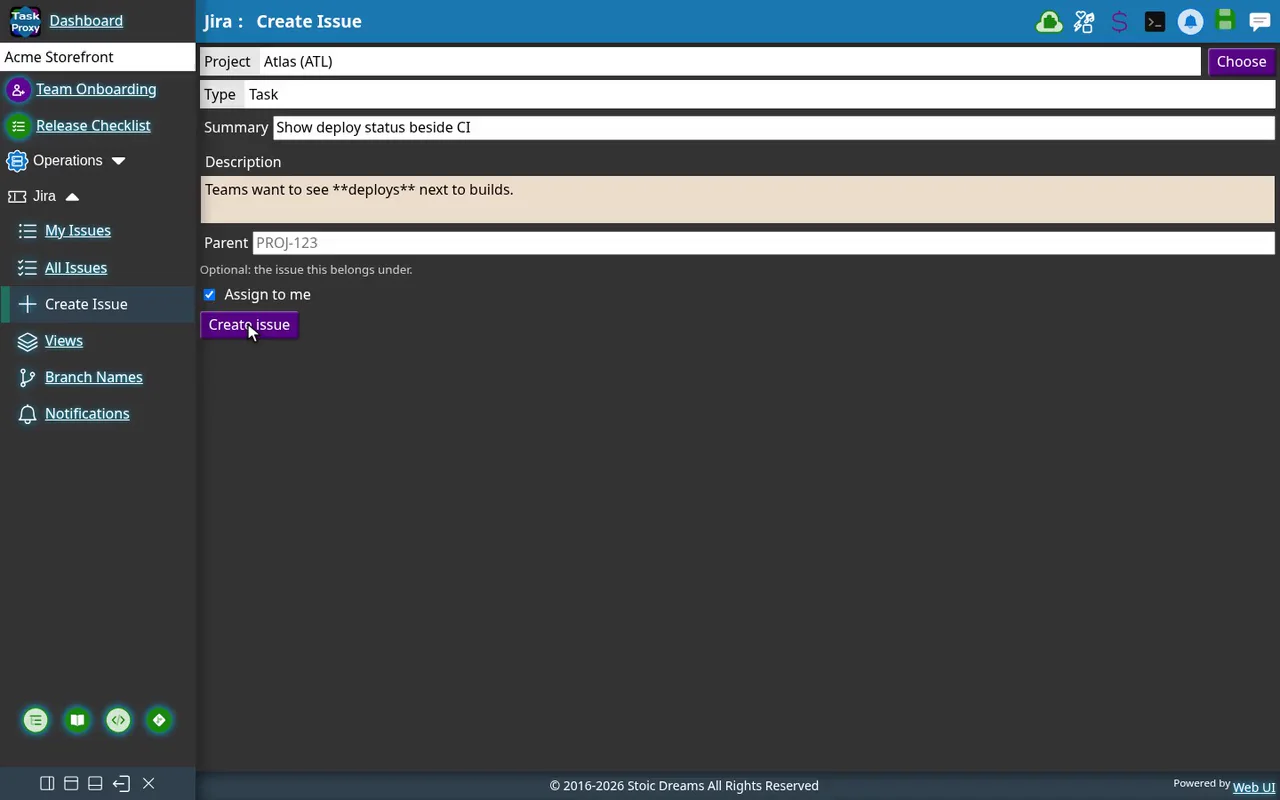 Task Proxy
Dashboard
Jira : Create Issue
Acme Storefront
Team Onboarding
Release Checklist
Operations
Jira
My Issues
All Issues
Create Issue
Views
Branch Names
Notifications
Project Atlas (ATL) Choose
Type Task
Summary Show deploy status beside CI
Description
Teams want to see **deploys** next to builds.
Parent PROJ-123
Optional: the issue this belongs under.
Assign to me
Create issue
© 2016-2026 Stoic Dreams All Rights Reserved
Powered by Web UI